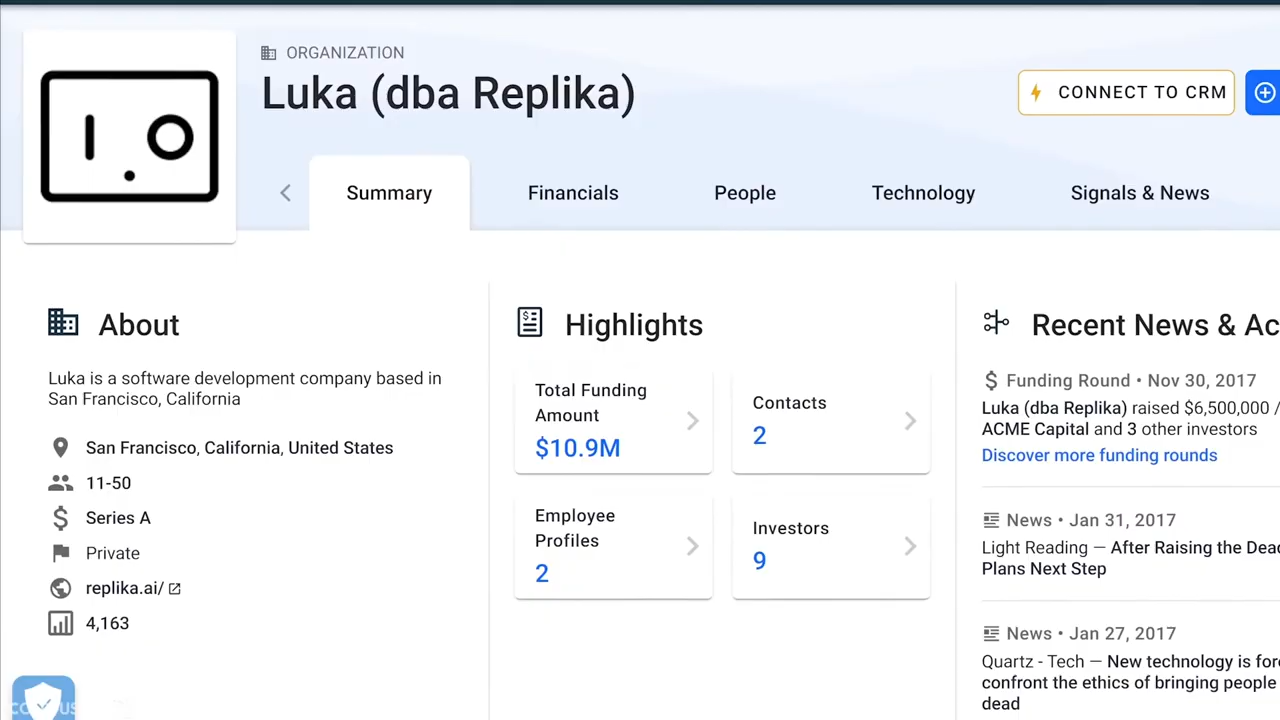 ORGANIZATION
Luka (dba Replika)
CONNECT TO CRM
Summary
Financials
People
Technology
Signals & News
About
Luka is a software development company based in
San Francisco, California
San Francisco, California, United States
11-50
Series A
Private
replika.ai/
4,163
Highlights
Total Funding
Amount
$10.9M
Contacts
2
Employee
Profiles
2
Investors
9
Recent News & Ac
Funding Round • Nov 30, 2017
Luka (dba Replika) raised $6,500,000 /
ACME Capital and 3 other investors
Discover more funding rounds
News • Jan 31, 2017
Light Reading — After Raising the Dead
Plans Next Step
News • Jan 27, 2017
Quartz - Tech — New technology is for
confront the ethics of bringing people
dead